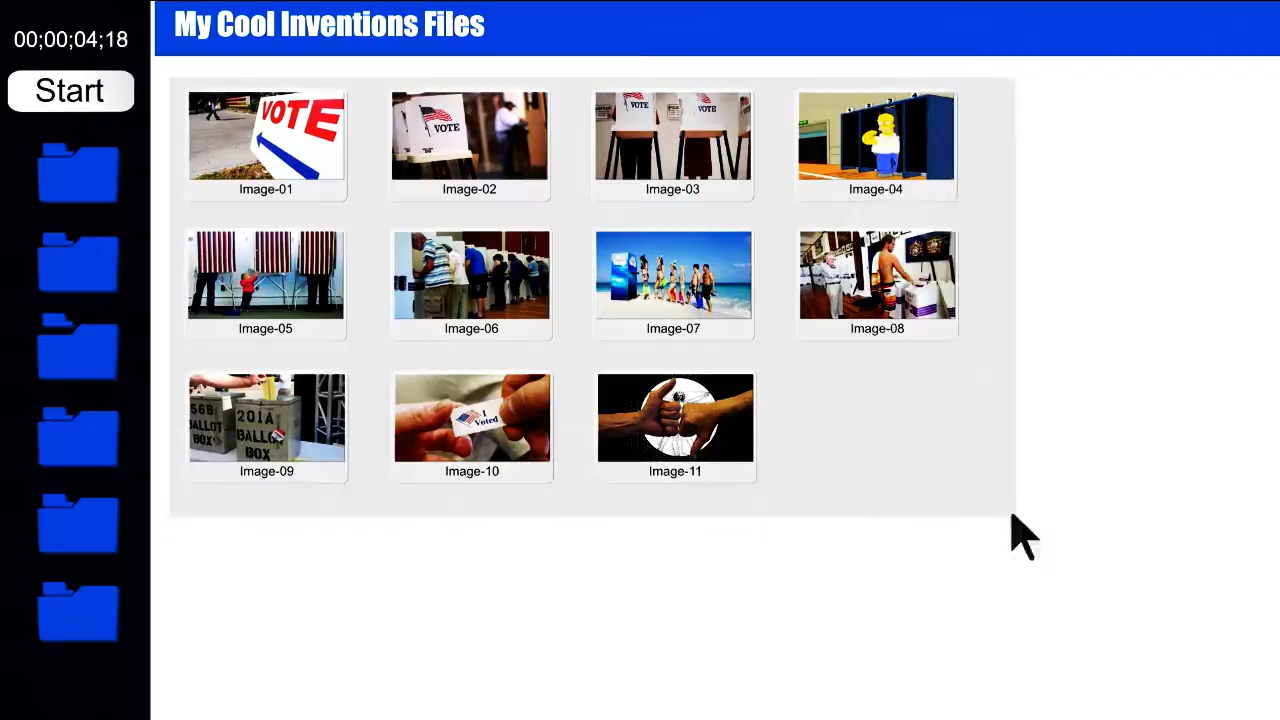 My Cool Inventions Files
00;00;04;18
Start
VOTE
VOTE
VOTE
VOTE
Image-01
Image-02
Image-03
Image-04
Image-05
Image-06
Image-07
Image-08
56B
BALLOT
BOX
201A
BALLOT
BOX
I
Voted
Image-09
Image-10
Image-11